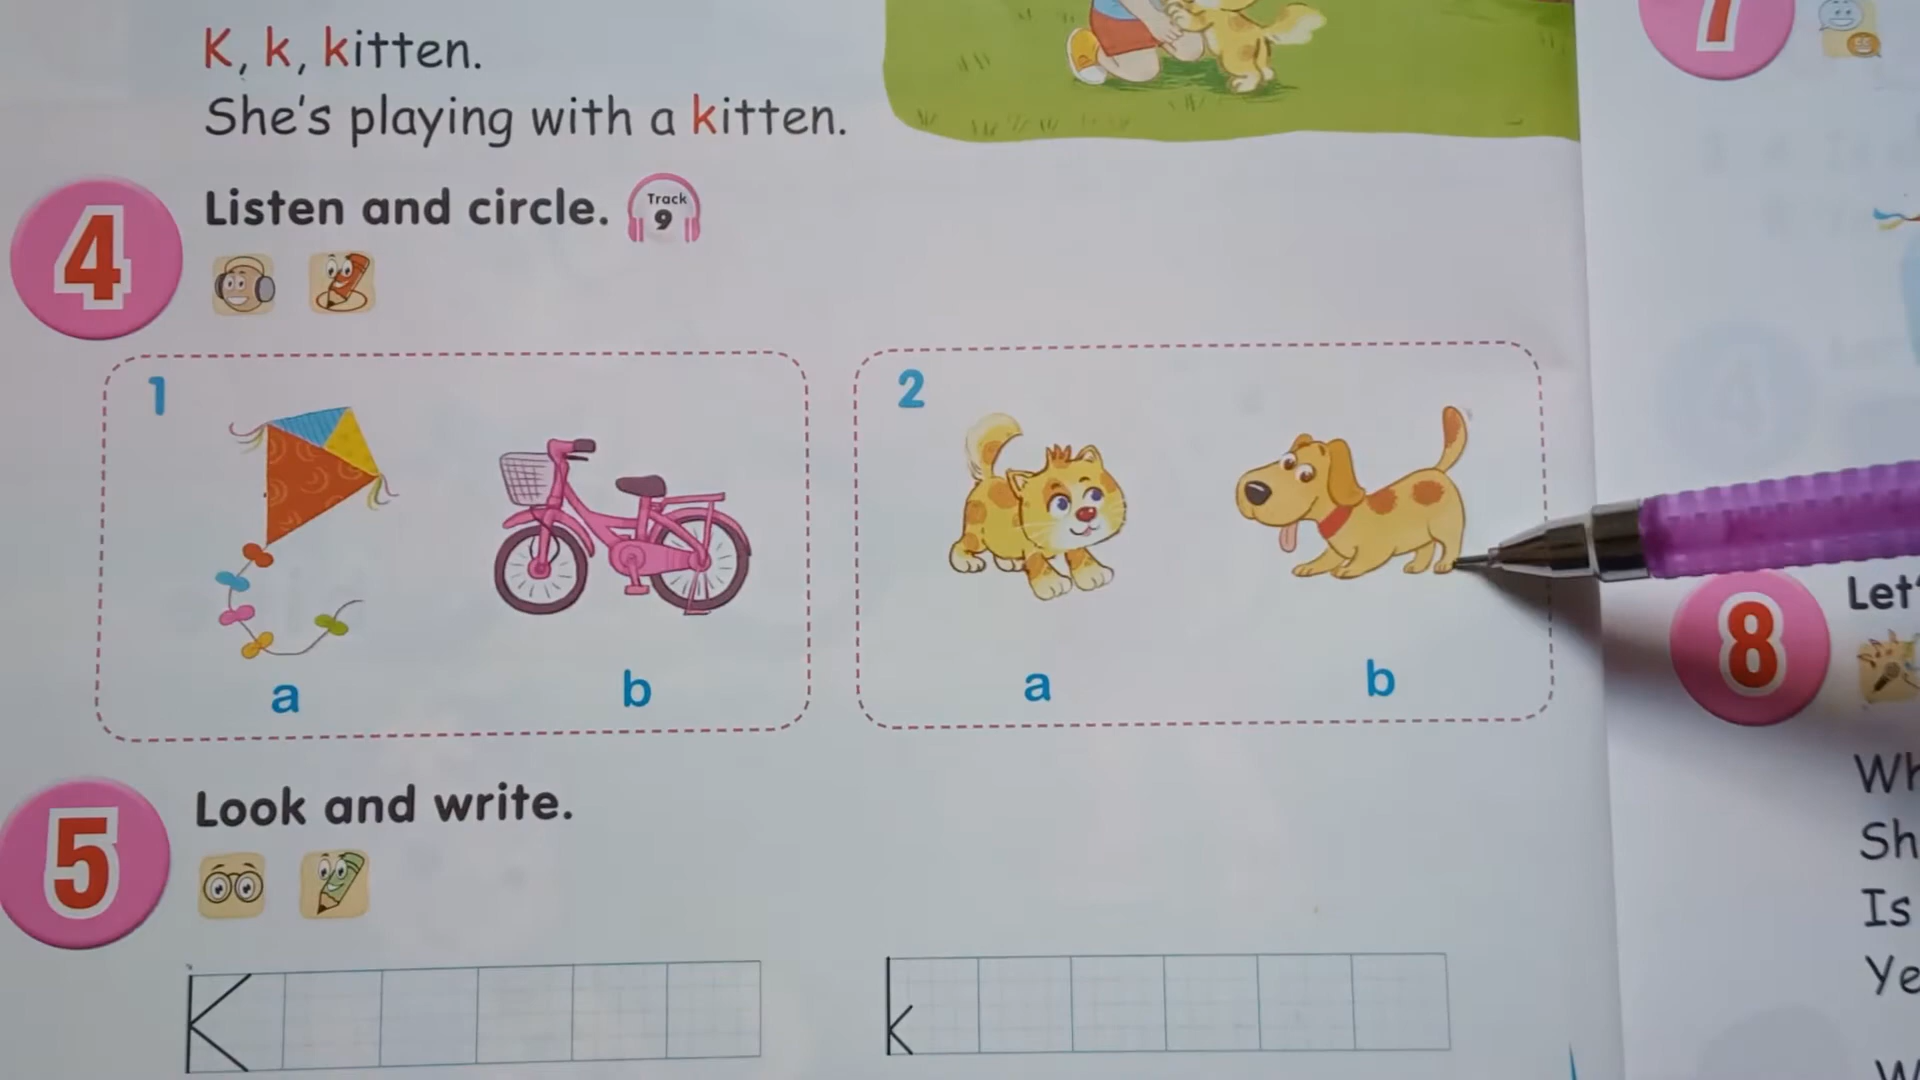 K, k, kitten.
She's playing with a kitten.
4 Listen and circle. Track 9
1
a b
2
a b
5 Look and write.
K
k
7
8 Let'
Wh
Sh
Is
Ye
W